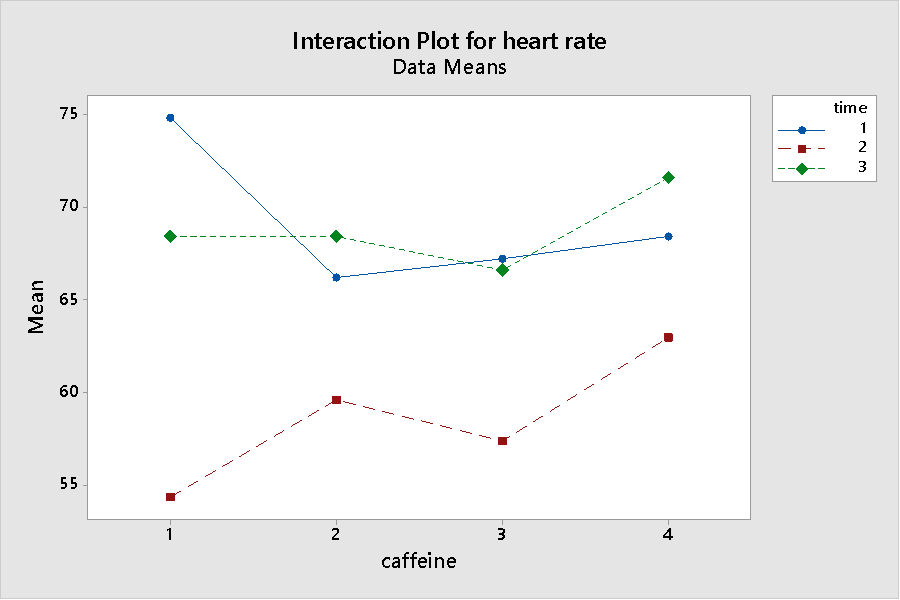 Interaction Plot for heart rate
Data Means
75
70
65
60
55
Mean
1
2
3
4
caffeine
time
1
2
3